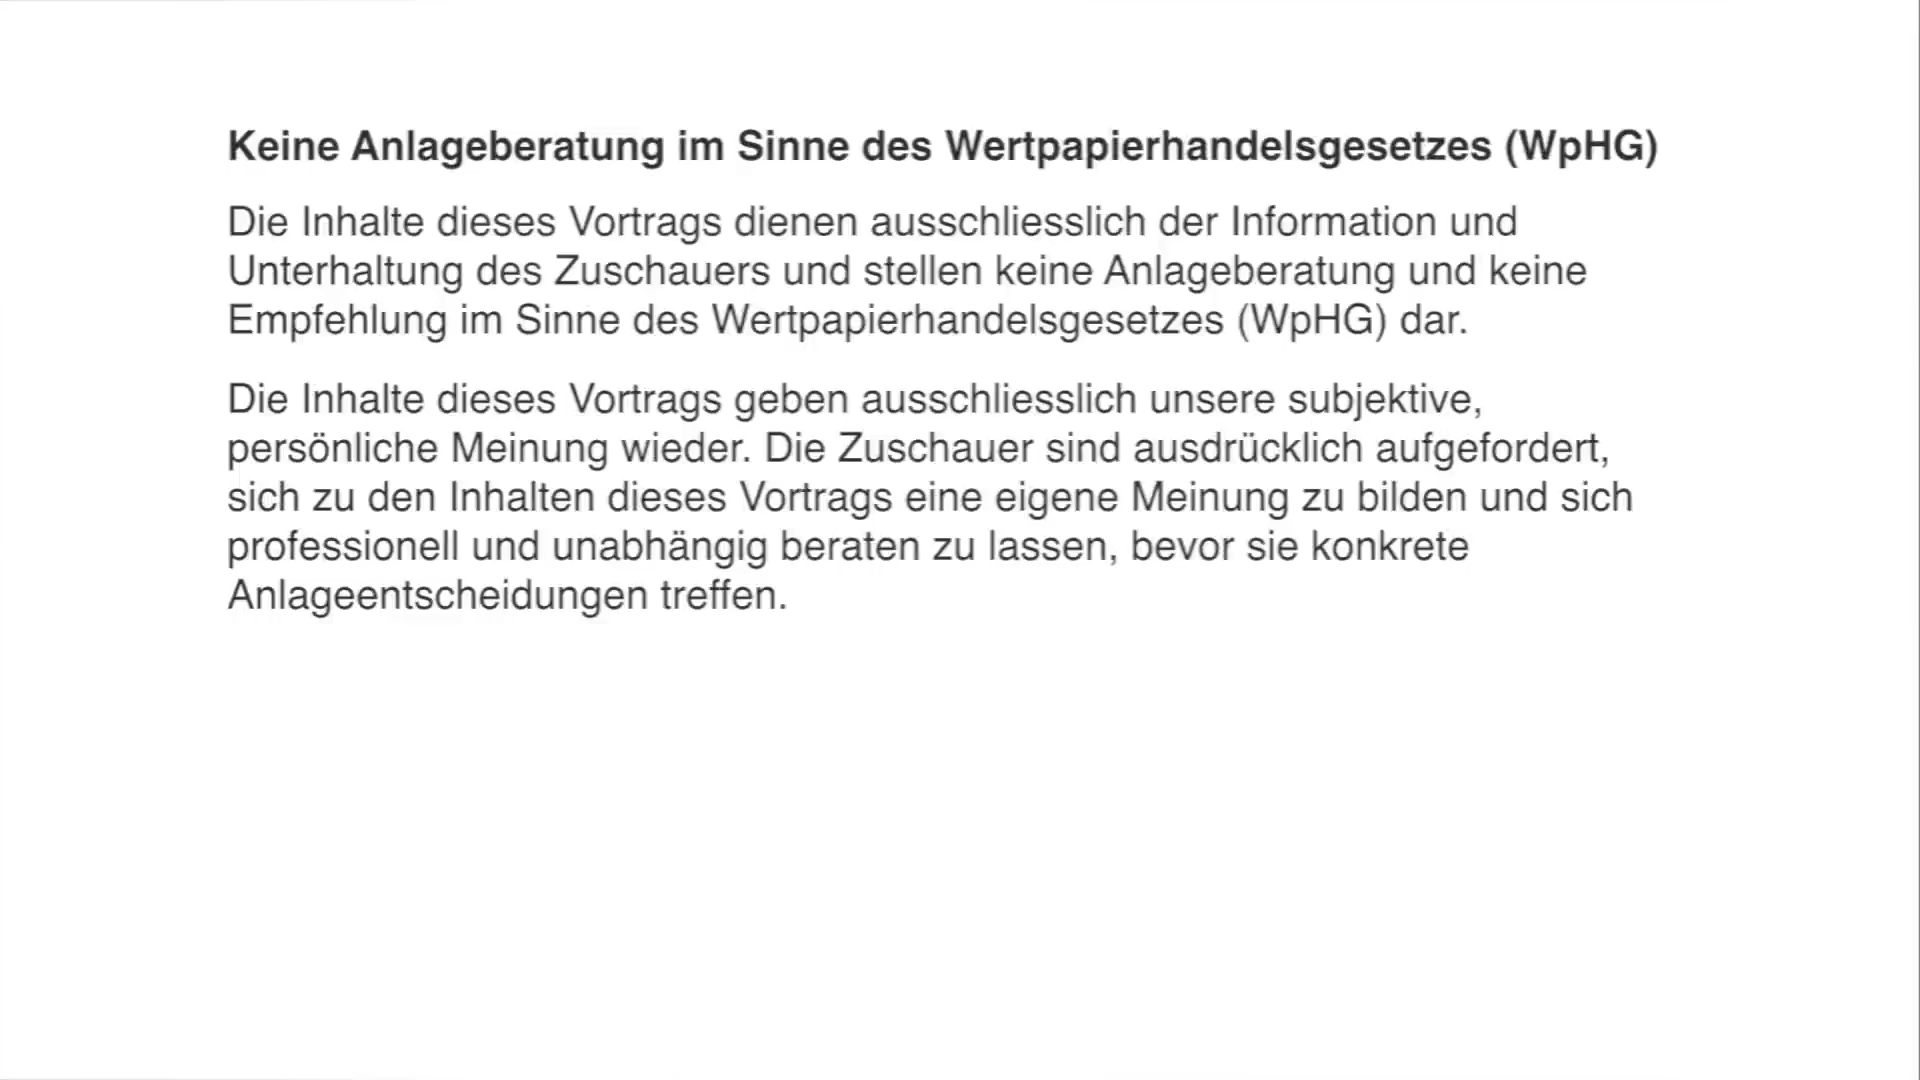 Keine Anlageberatung im Sinne des Wertpapierhandelsgesetzes (WpHG)
Die Inhalte dieses Vortrags dienen ausschliesslich der Information und
Unterhaltung des Zuschauers und stellen keine Anlageberatung und keine
Empfehlung im Sinne des Wertpapierhandelsgesetzes (WpHG) dar.
Die Inhalte dieses Vortrags geben ausschliesslich unsere subjektive,
persönliche Meinung wieder. Die Zuschauer sind ausdrücklich aufgefordert,
sich zu den Inhalten dieses Vortrags eine eigene Meinung zu bilden und sich
professionell und unabhängig beraten zu lassen, bevor sie konkrete
Anlageentscheidungen treffen.